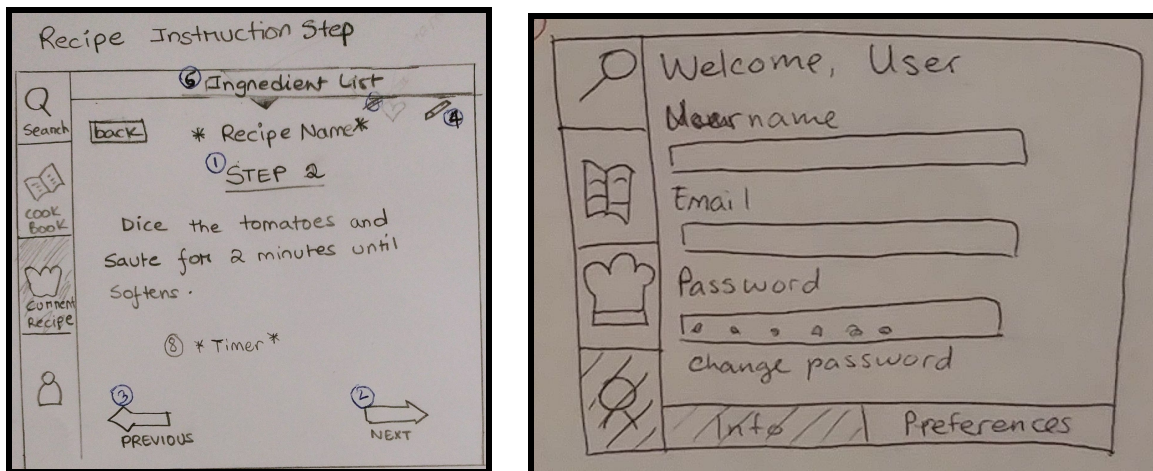 Recipe Instruction Step
6 Ingredient List
Search
back
* Recipe Name*
4
1 STEP 2
Cook
Book
Dice the tomatoes and
Saute for 2 minutes until
Softens.
Current
Recipe
8 * Timer *
3
PREVIOUS
2
NEXT
Welcome, User
name
Email
Password
change password
Info
Preferences